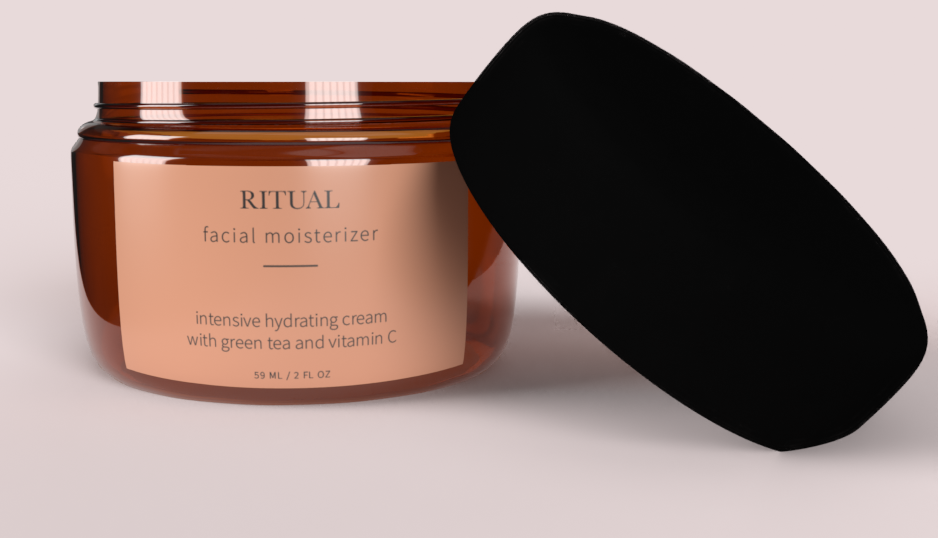 RITUAL
facial moisterizer
intensive hydrating cream
with green tea and vitamin C
59 ML / 2 FL OZ